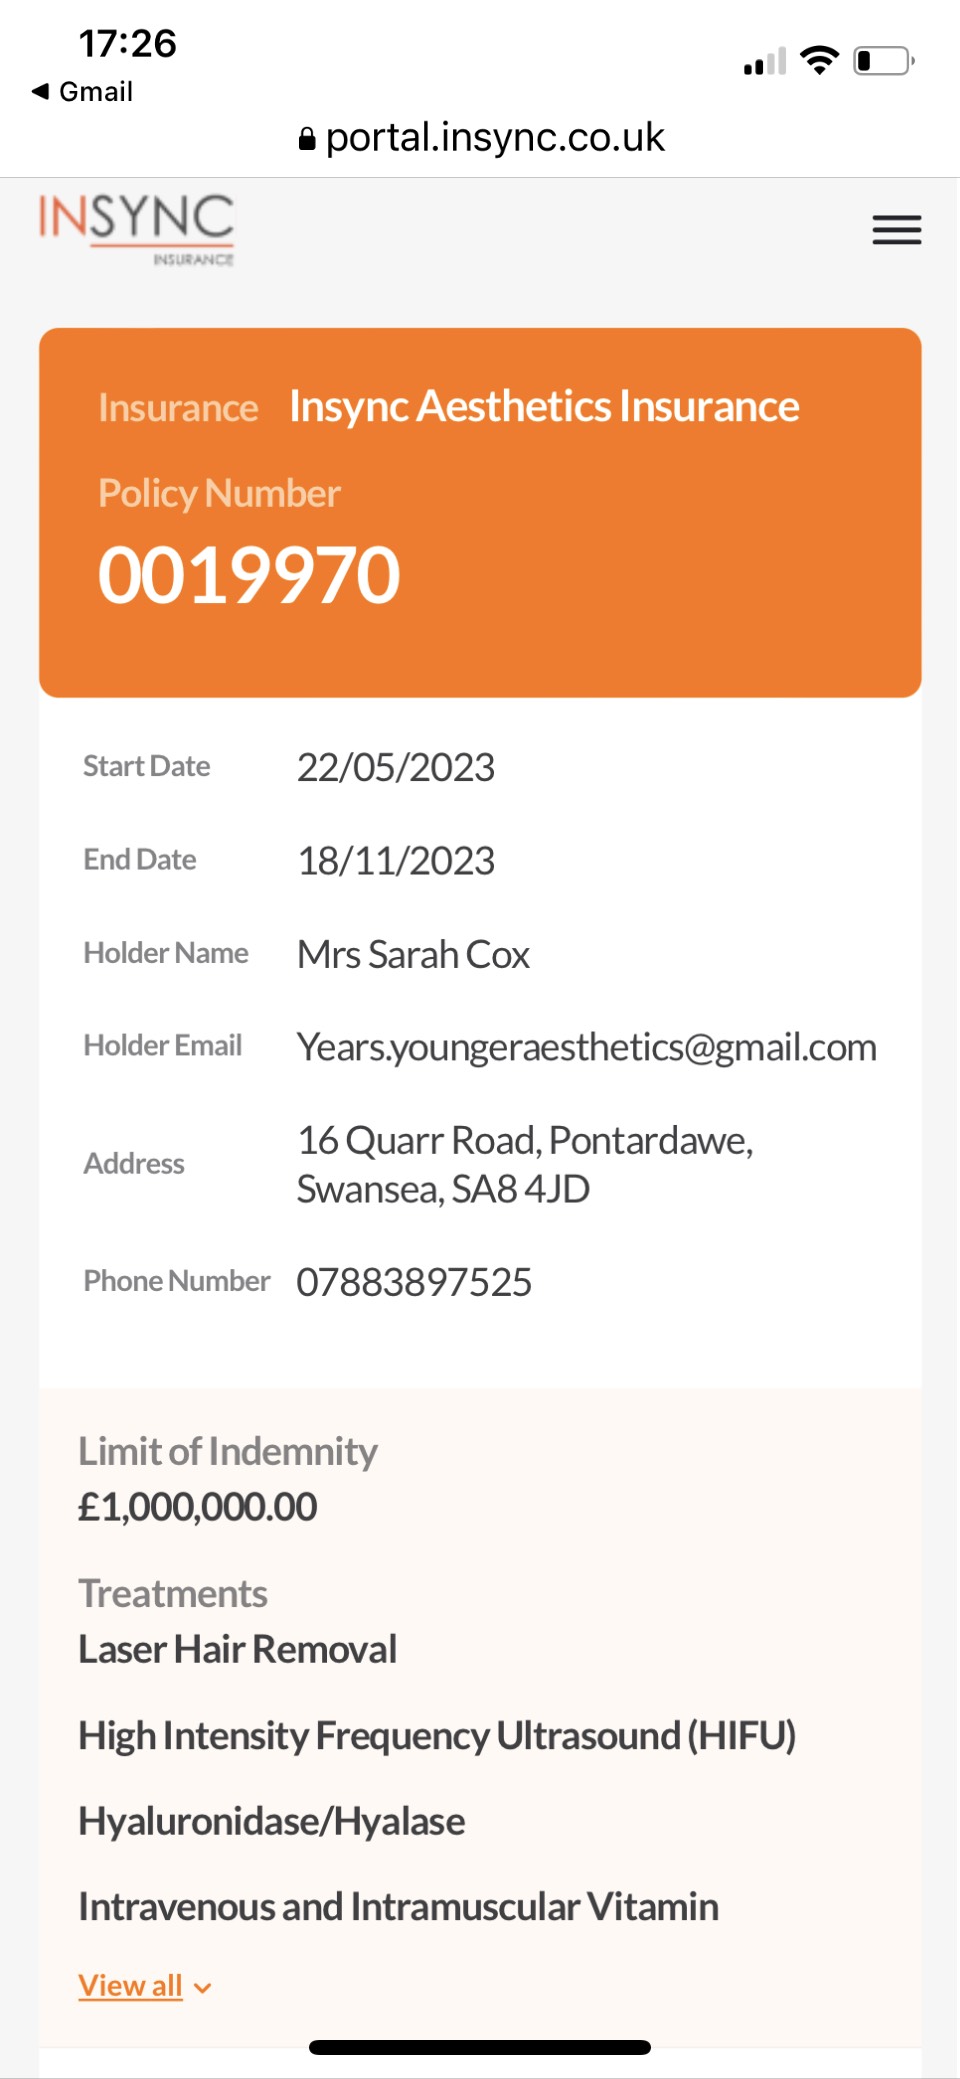 17:26
◀ Gmail
portal.insync.co.uk
INSYNC
INSURANCE
Insurance Insync Aesthetics Insurance
Policy Number
0019970
Start Date 22/05/2023
End Date 18/11/2023
Holder Name Mrs Sarah Cox
Holder Email Years.youngeraesthetics@gmail.com
Address 16 Quarr Road, Pontardawe,
Swansea, SA8 4JD
Phone Number 07883897525
Limit of Indemnity
£1,000,000.00
Treatments
Laser Hair Removal
High Intensity Frequency Ultrasound (HIFU)
Hyaluronidase/Hyalase
Intravenous and Intramuscular Vitamin
View all